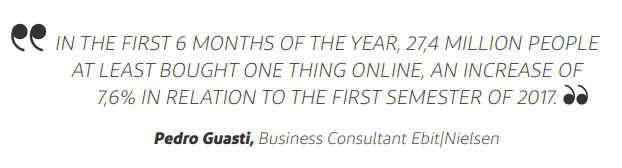 “ IN THE FIRST 6 MONTHS OF THE YEAR, 27,4 MILLION PEOPLE
AT LEAST BOUGHT ONE THING ONLINE, AN INCREASE OF
7,6% IN RELATION TO THE FIRST SEMESTER OF 2017. ”
Pedro Guasti, Business Consultant Ebit|Nielsen